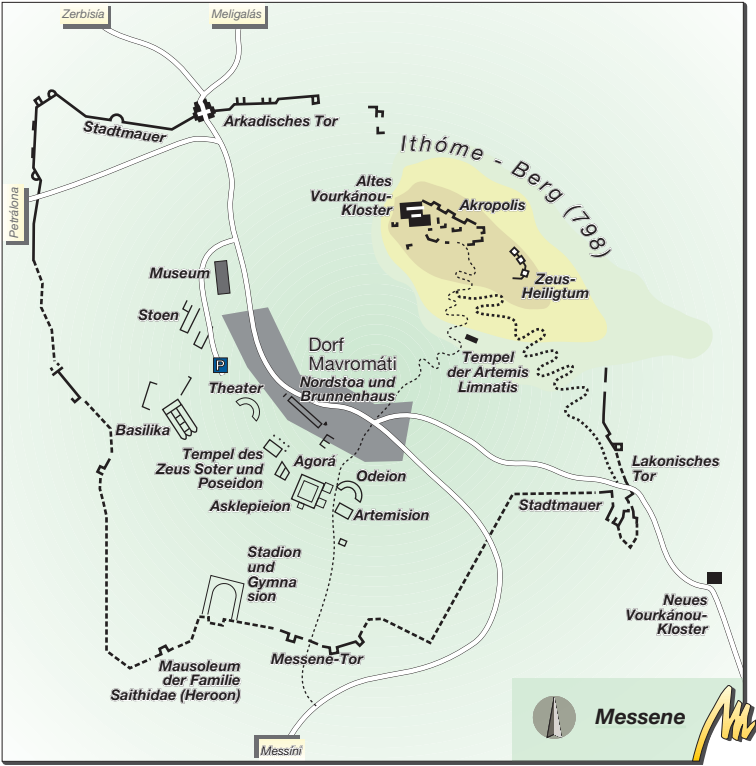 Zerbisía
Meligalás
Stadtmauer
Arkadisches Tor
Ithóme - Berg (798)
Altes
Vourkánou-
Kloster
Akropolis
Petrálona
Museum
Zeus-
Heiligtum
Stoen
Dorf
Mavromáti
P
Tempel
der Artemis
Limnatis
Theater
Nordstoa und
Brunnenhaus
Basilika
Tempel des
Zeus Soter und
Poseidon
Agorá
Odeion
Lakonisches
Tor
Asklepieion
Artemision
Stadtmauer
Stadion
und
Gymna
sion
Neues
Vourkánou-
Kloster
Messene-Tor
Mausoleum
der Familie
Saithidae (Heroon)
Messene
Messíni